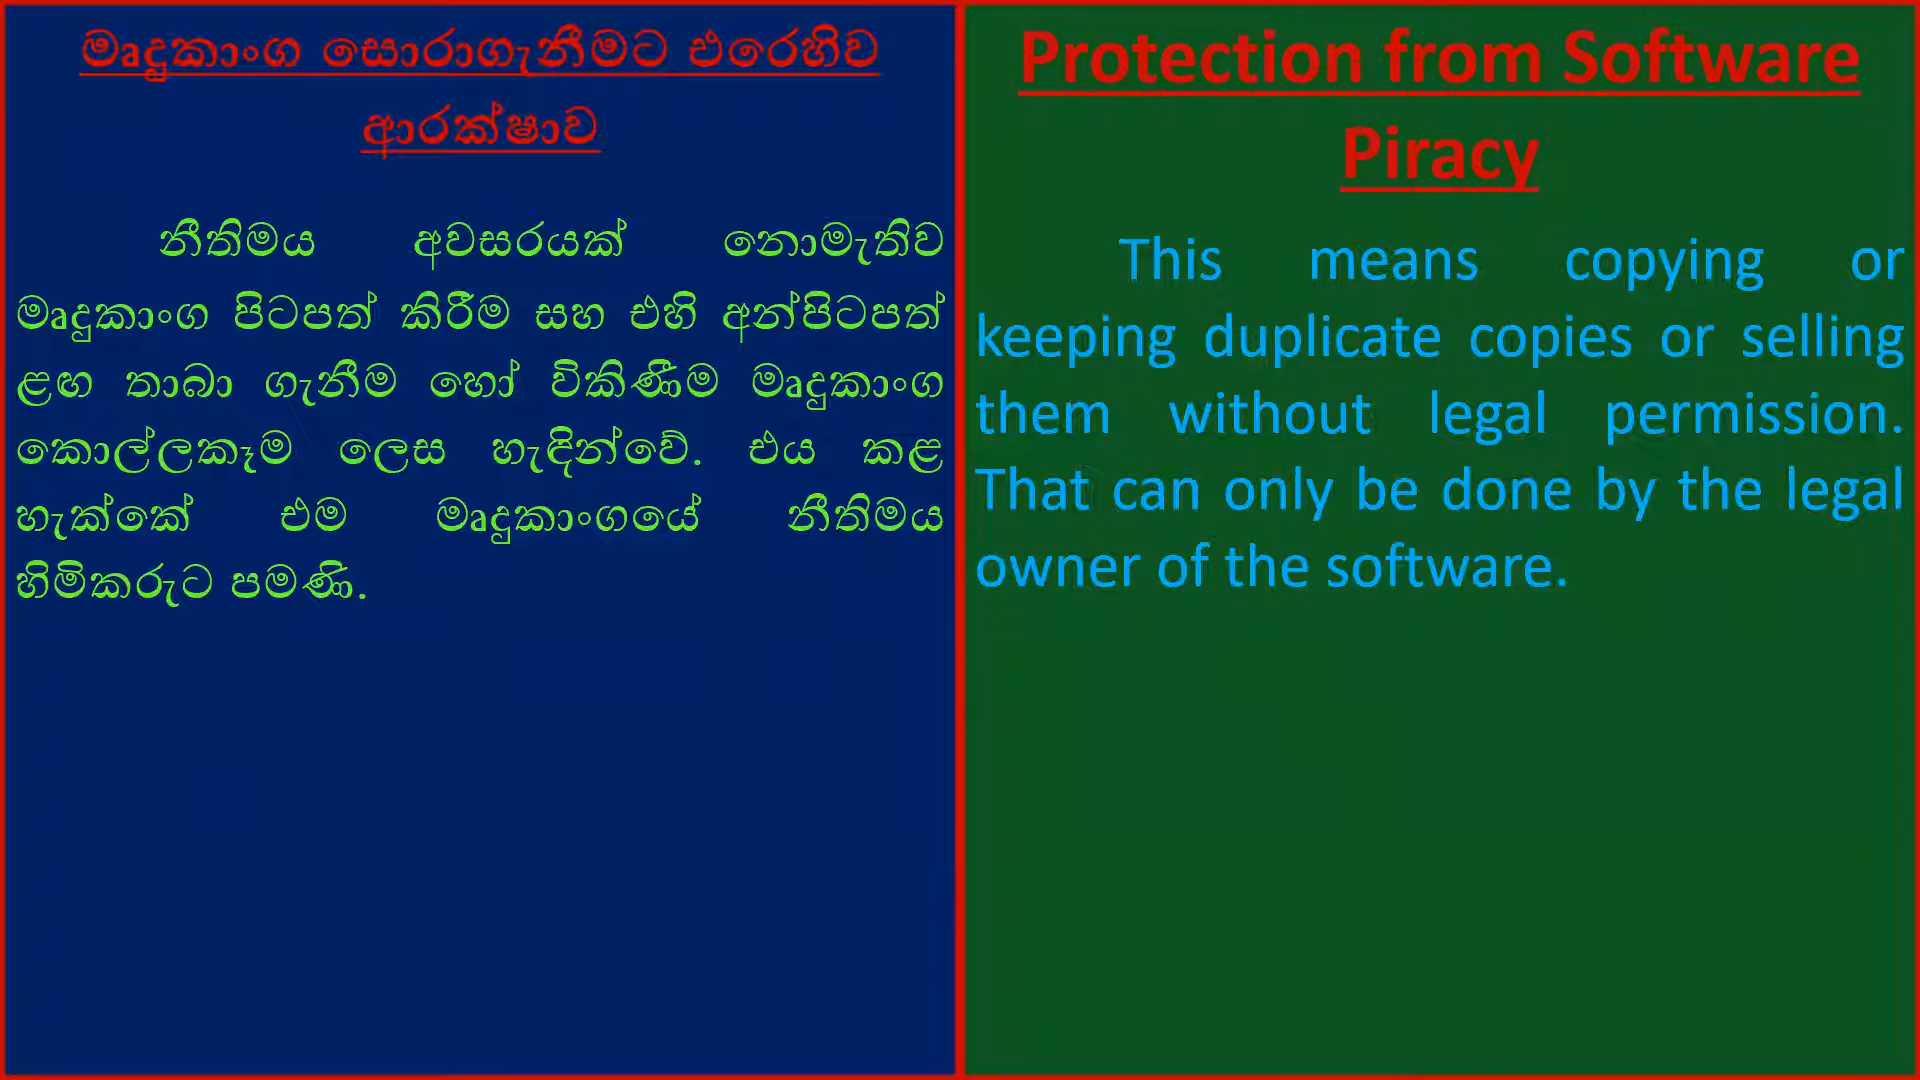 මෘදුකාංග සොරාගැනීමට එරෙහිව
ආරක්ෂාව
නීතිමය අවසරයක් නොමැතිව
මෘදුකාංග පිටපත් කිරීම සහ එහි අන්පිටපත්
ළඟ තාබා ගැනීම හෝ විකිණීම මෘදුකාංග
කොල්ලකෑම ලෙස හැඳින්වේ. එය කළ
හැක්කේ එම මෘදුකාංගයේ නීතිමය
හිමිකරුට පමණි.
Protection from Software
Piracy
This means copying or
keeping duplicate copies or selling
them without legal permission.
That can only be done by the legal
owner of the software.